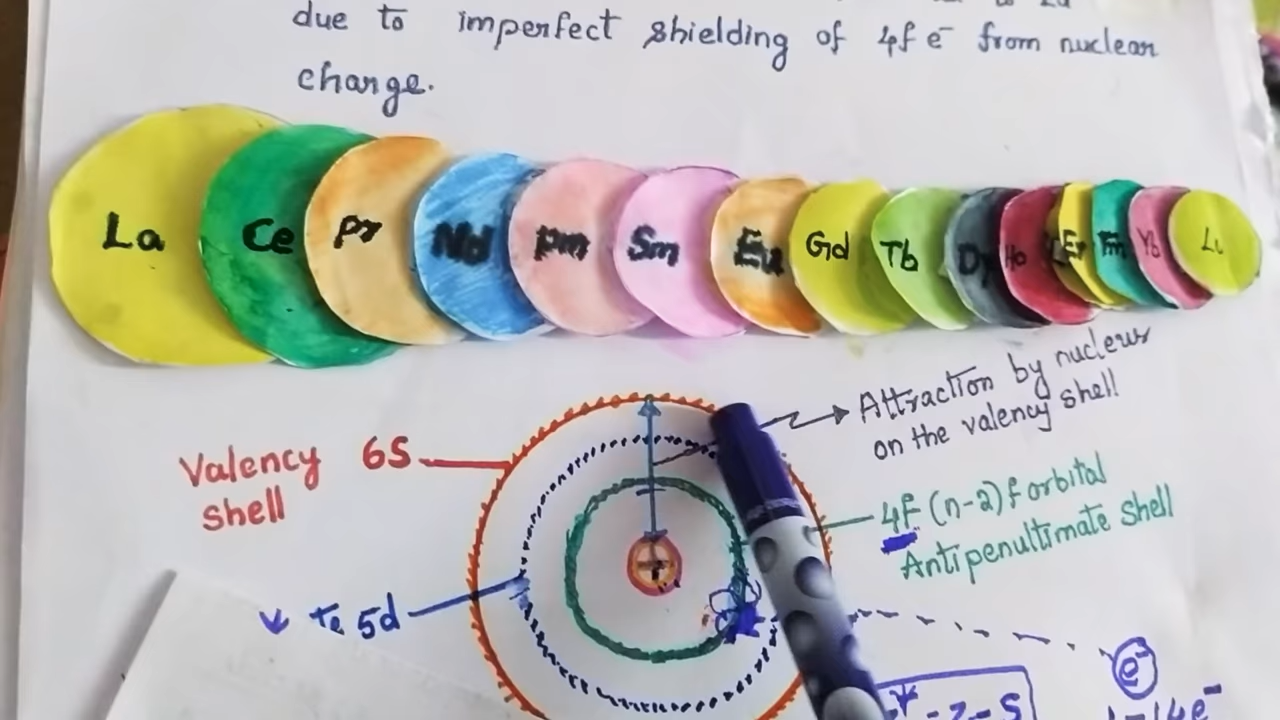 due to imperfect shielding of 4f e⁻ from nuclear
charge.
La Ce Pr Nd Pm Sm Eu Gd Tb Dy Ho Er Tm Yb Lu
Attraction by nucleus
on the valency shell
Valency 6S
shell
4f (n-2) f orbital
Antipenultimate shell
5d
+
e⁻
- Z - S
1-14e⁻